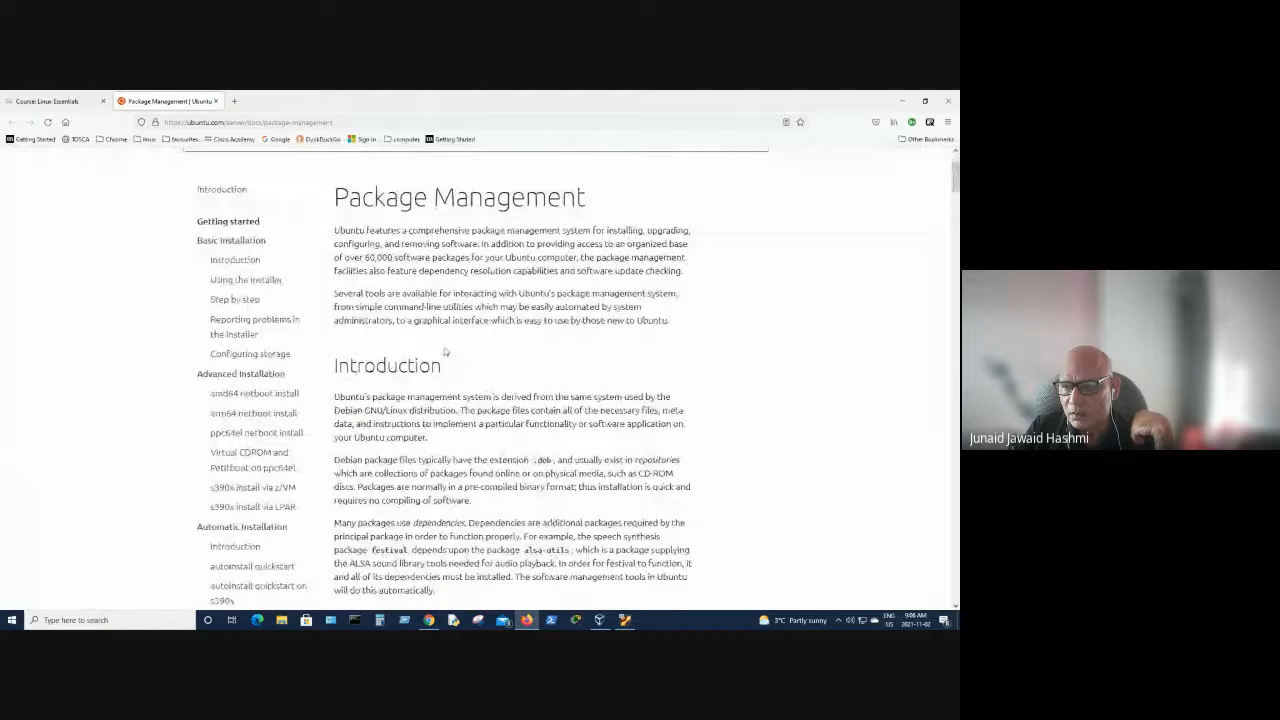 Course: Linux Essentials
Package Management | Ubuntu
https://ubuntu.com/server/docs/package-management
Getting Started
TOSCA
Chrome
linux
favourites
Cisco Academy
Google
DuckDuckGo
Sign in
computer
Getting Started
Other Bookmarks
Introduction
Getting started
Basic Installation
Introduction
Using the Installer
Step by step
Reporting problems in
the installer
Configuring storage
Advanced Installation
amd64 netboot install
arm64 netboot install
ppc64el netboot install
Virtual CDROM and
Petitboot on ppc64el
s390x install via z/VM
s390x install via LPAR
Automatic Installation
Introduction
autoinstall quickstart
autoinstall quickstart on
s390x
Package Management
Ubuntu features a comprehensive package management system for installing, upgrading,
configuring, and removing software. In addition to providing access to an organized base
of over 60,000 software packages for your Ubuntu computer, the package management
facilities also feature dependency resolution capabilities and software update checking.
Several tools are available for interacting with Ubuntu's package management system,
from simple command-line utilities which may be easily automated by system
administrators, to a graphical interface which is easy to use by those new to Ubuntu.
Introduction
Ubuntu's package management system is derived from the same system used by the
Debian GNU/Linux distribution. The package files contain all of the necessary files, meta-
data, and instructions to implement a particular functionality or software application on
your Ubuntu computer.
Debian package files typically have the extension .deb, and usually exist in repositories
which are collections of packages found online or on physical media, such as CD-ROM
discs. Packages are normally in a pre-compiled binary format; thus installation is quick and
requires no compiling of software.
Many packages use dependencies. Dependencies are additional packages required by the
principal package in order to function properly. For example, the speech synthesis
package festival depends upon the package alsa-utils, which is a package supplying
the ALSA sound library tools needed for audio playback. In order for festival to function, it
and all of its dependencies must be installed. The software management tools in Ubuntu
will do this automatically.
Junaid Jawaid Hashmi
Type here to search
3°C Partly sunny
ENG
US
9:06 AM
2021-11-02